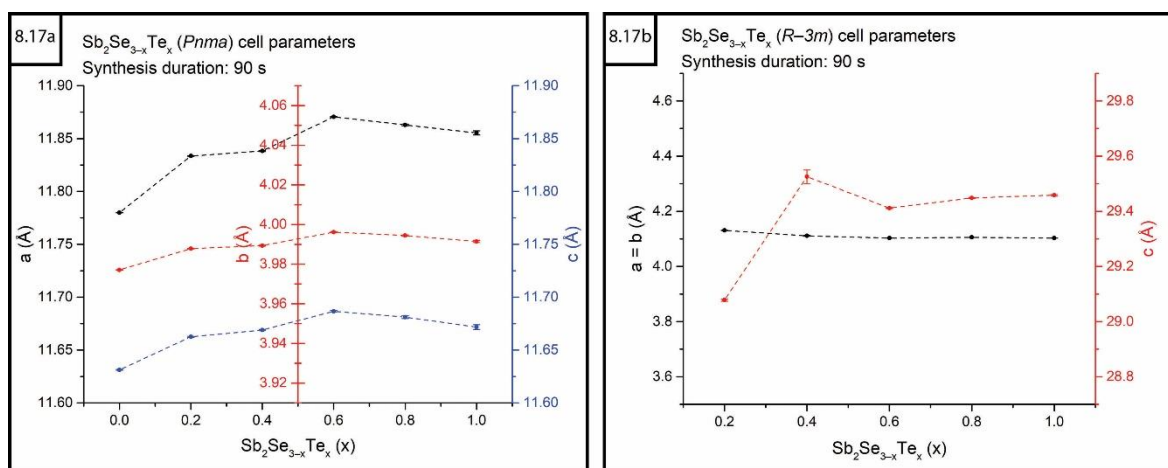 8.17a
Sb₂Se₃₋ₓTeₓ (Pnma) cell parameters
Synthesis duration: 90 s
11.90
11.85
11.80
11.75
11.70
11.65
11.60
a (Å)
4.06
4.04
4.02
4.00
3.98
3.96
3.94
3.92
b (Å)
11.90
11.85
11.80
11.75
11.70
11.65
11.60
c (Å)
0.0 0.2 0.4 0.6 0.8 1.0
Sb₂Se₃₋ₓTeₓ (x)
8.17b
Sb₂Se₃₋ₓTeₓ (R–3m) cell parameters
Synthesis duration: 90 s
4.6
4.4
4.2
4.0
3.8
3.6
a = b (Å)
29.8
29.6
29.4
29.2
29.0
28.8
c (Å)
0.2 0.4 0.6 0.8 1.0
Sb₂Se₃₋ₓTeₓ (x)